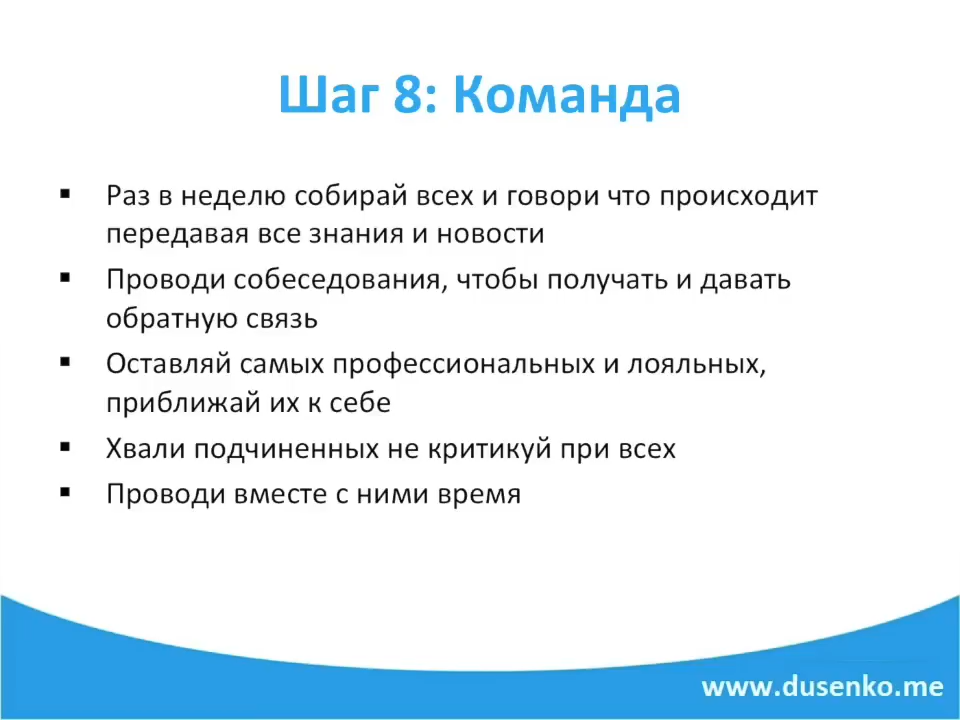 Шаг 8: Команда
▪ Раз в неделю собирай всех и говори что происходит
передавая все знания и новости
▪ Проводи собеседования, чтобы получать и давать
обратную связь
▪ Оставляй самых профессиональных и лояльных,
приближай их к себе
▪ Хвали подчиненных не критикуй при всех
▪ Проводи вместе с ними время
www.dusenko.me